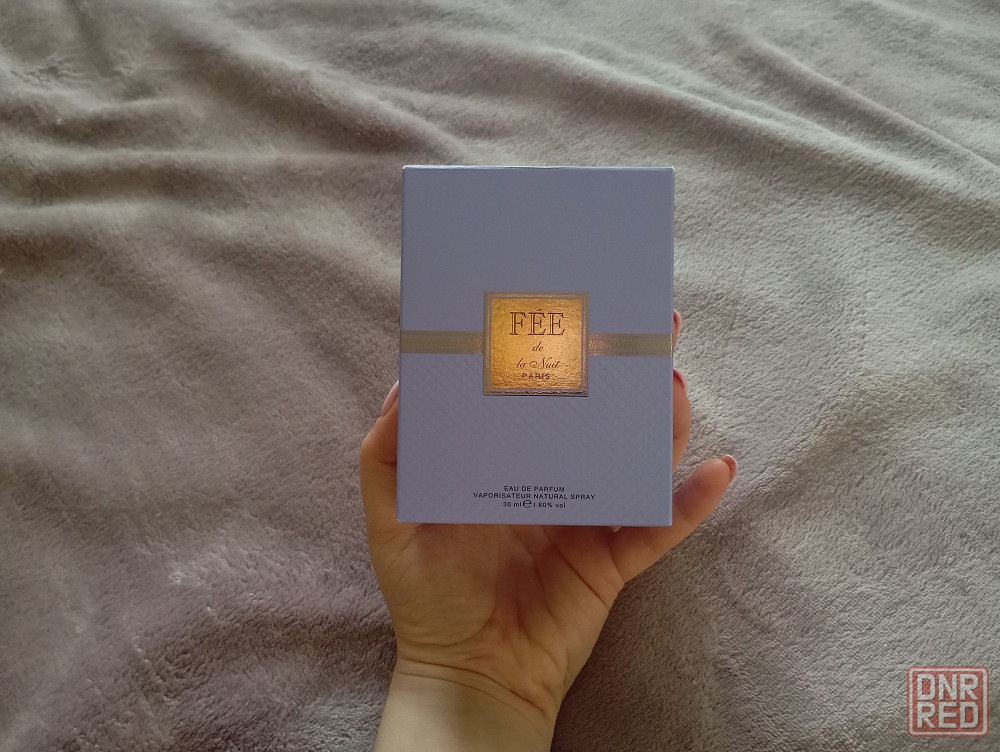 FÉE
de
la Nuit
PARIS
EAU DE PARFUM
VAPORISATEUR NATURAL SPRAY
30 ml ℮ | 80% vol
DNR
RED